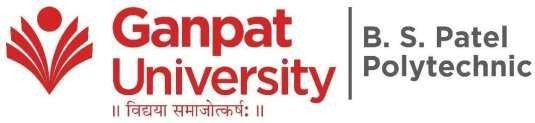 Ganpat
University
॥ विद्यया समाजोत्कर्षः ॥
B. S. Patel
Polytechnic